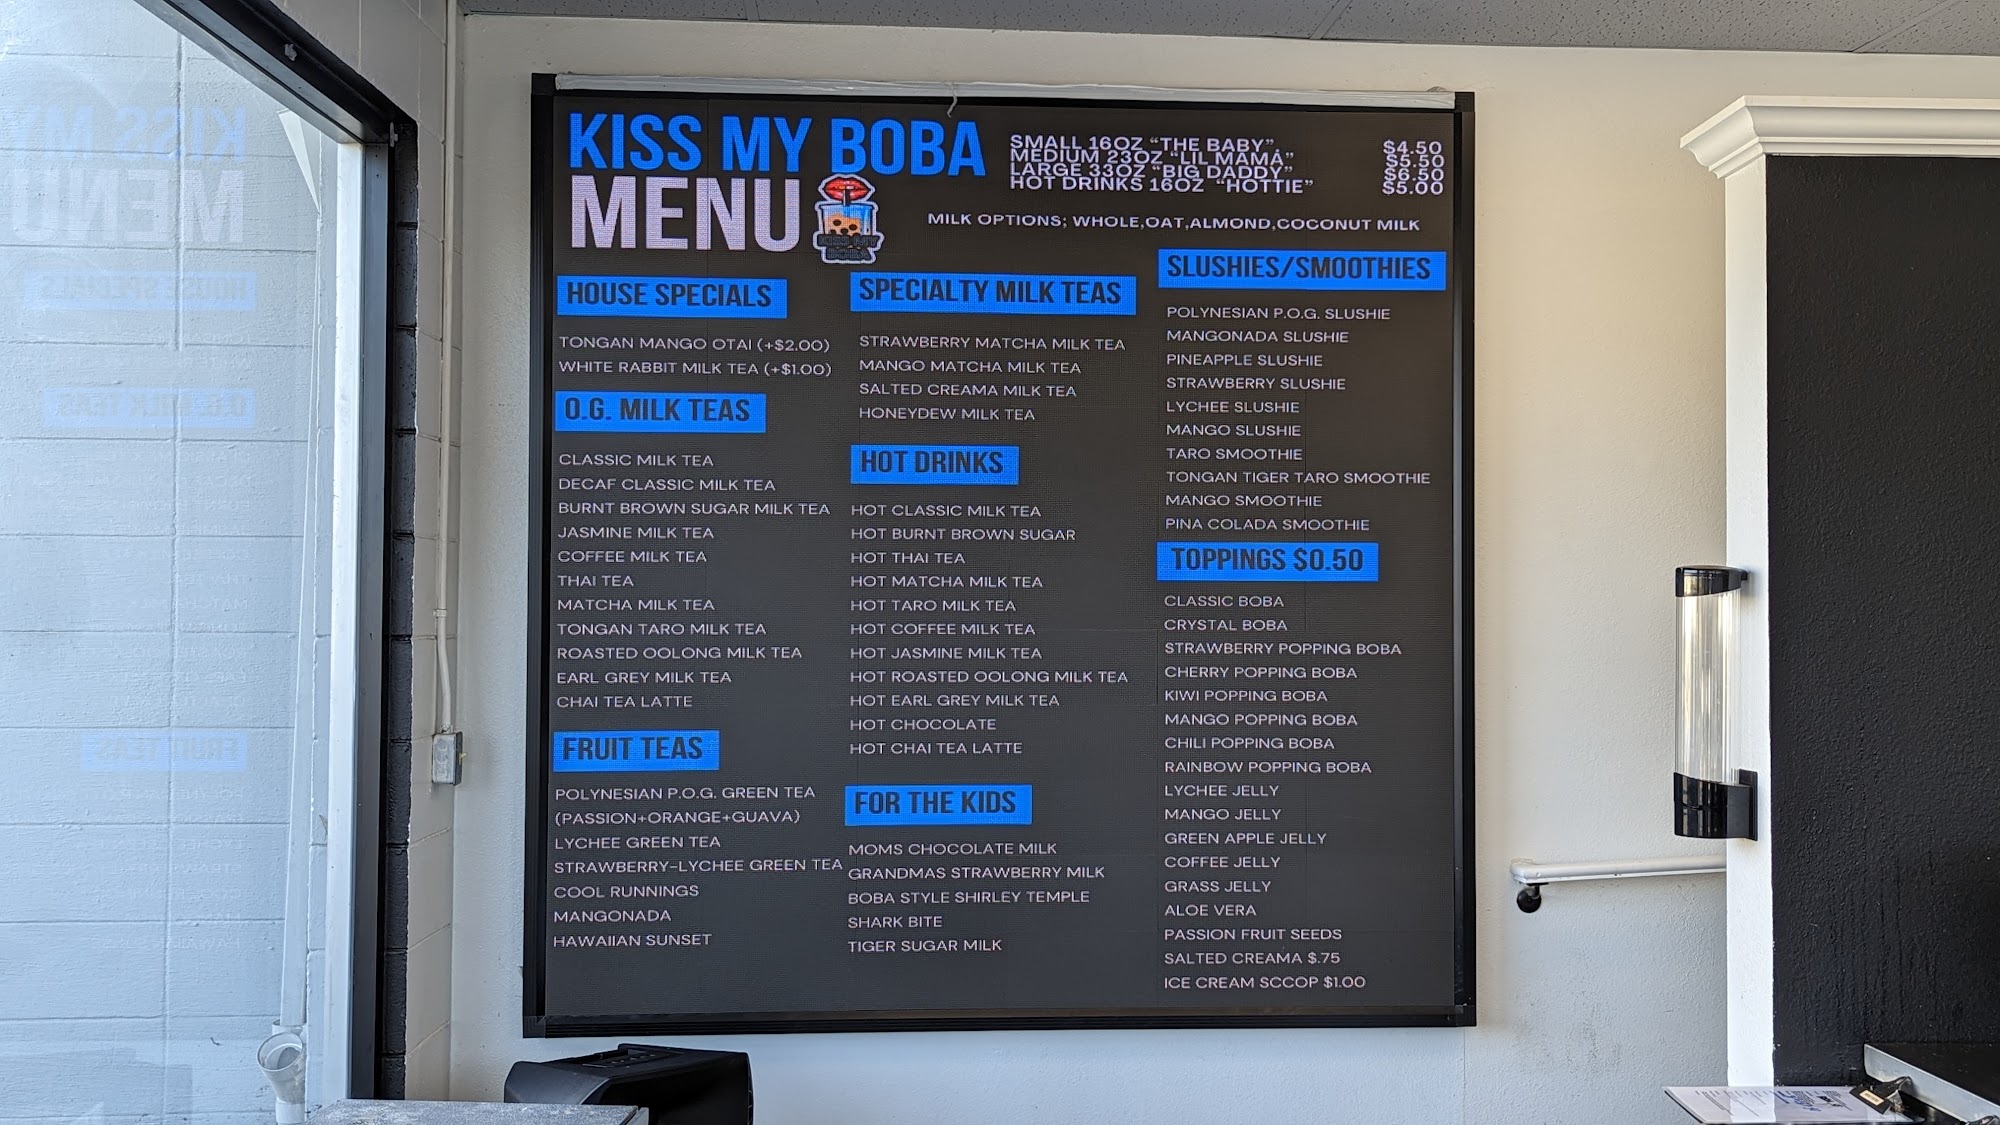 KISS MY BOBA
MENU
KISS MY
BOBA
SMALL 16OZ “THE BABY”, $4.50
MEDIUM 23OZ “LIL MAMA” $5.50
LARGE 33OZ “BIG DADDY” $6.50
HOT DRINKS 16OZ “HOTTIE” $5.00
MILK OPTIONS; WHOLE,OAT,ALMOND,COCONUT MILK
HOUSE SPECIALS
TONGAN MANGO OTAI (+$2.00)
WHITE RABBIT MILK TEA (+$1.00)
O.G. MILK TEAS
CLASSIC MILK TEA
DECAF CLASSIC MILK TEA
BURNT BROWN SUGAR MILK TEA
JASMINE MILK TEA
COFFEE MILK TEA
THAI TEA
MATCHA MILK TEA
TONGAN TARO MILK TEA
ROASTED OOLONG MILK TEA
EARL GREY MILK TEA
CHAI TEA LATTE
FRUIT TEAS
POLYNESIAN P.O.G. GREEN TEA
(PASSION+ORANGE+GUAVA)
LYCHEE GREEN TEA
STRAWBERRY-LYCHEE GREEN TEA
COOL RUNNINGS
MANGONADA
HAWAIIAN SUNSET
SPECIALTY MILK TEAS
STRAWBERRY MATCHA MILK TEA
MANGO MATCHA MILK TEA
SALTED CREAMA MILK TEA
HONEYDEW MILK TEA
HOT DRINKS
HOT CLASSIC MILK TEA
HOT BURNT BROWN SUGAR
HOT THAI TEA
HOT MATCHA MILK TEA
HOT TARO MILK TEA
HOT COFFEE MILK TEA
HOT JASMINE MILK TEA
HOT ROASTED OOLONG MILK TEA
HOT EARL GREY MILK TEA
HOT CHOCOLATE
HOT CHAI TEA LATTE
FOR THE KIDS
MOMS CHOCOLATE MILK
GRANDMAS STRAWBERRY MILK
BOBA STYLE SHIRLEY TEMPLE
SHARK BITE
TIGER SUGAR MILK
SLUSHIES/SMOOTHIES
POLYNESIAN P.O.G. SLUSHIE
MANGONADA SLUSHIE
PINEAPPLE SLUSHIE
STRAWBERRY SLUSHIE
LYCHEE SLUSHIE
MANGO SLUSHIE
TARO SMOOTHIE
TONGAN TIGER TARO SMOOTHIE
MANGO SMOOTHIE
PINA COLADA SMOOTHIE
TOPPINGS $0.50
CLASSIC BOBA
CRYSTAL BOBA
STRAWBERRY POPPING BOBA
CHERRY POPPING BOBA
KIWI POPPING BOBA
MANGO POPPING BOBA
CHILI POPPING BOBA
RAINBOW POPPING BOBA
LYCHEE JELLY
MANGO JELLY
GREEN APPLE JELLY
COFFEE JELLY
GRASS JELLY
ALOE VERA
PASSION FRUIT SEEDS
SALTED CREAMA $.75
ICE CREAM SCCOP $1.00